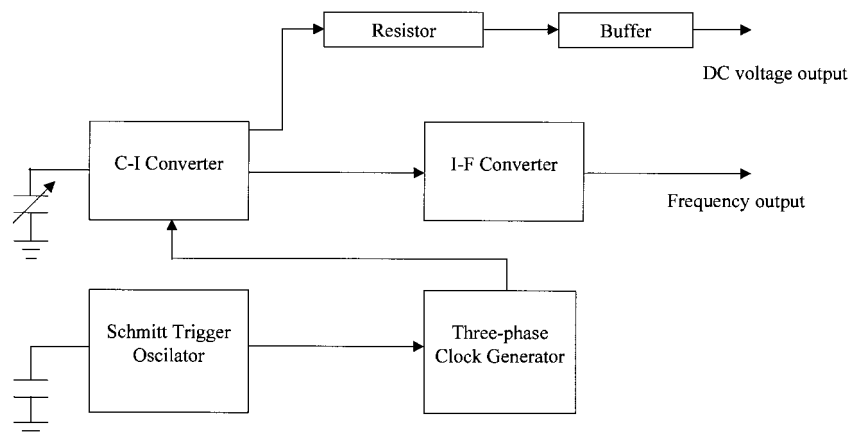 Resistor
Buffer
DC voltage output
C-I Converter
I-F Converter
Frequency output
Schmitt Trigger
Oscilator
Three-phase
Clock Generator